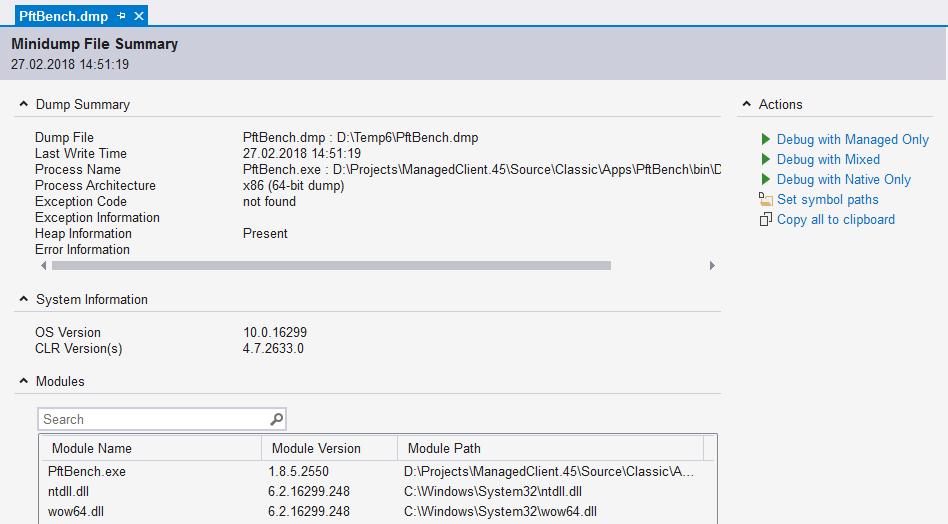 PftBench.dmp
Minidump File Summary
27.02.2018 14:51:19
Dump Summary
Dump File PftBench.dmp : D:\Temp6\PftBench.dmp
Last Write Time 27.02.2018 14:51:19
Process Name PftBench.exe : D:\Projects\ManagedClient.45\Source\Classic\Apps\PftBench\bin\D
Process Architecture x86 (64-bit dump)
Exception Code not found
Exception Information
Heap Information Present
Error Information
System Information
OS Version 10.0.16299
CLR Version(s) 4.7.2633.0
Modules
Search
Module Name Module Version Module Path
PftBench.exe 1.8.5.2550 D:\Projects\ManagedClient.45\Source\Classic\A...
ntdll.dll 6.2.16299.248 C:\Windows\System32\ntdll.dll
wow64.dll 6.2.16299.248 C:\Windows\System32\wow64.dll
Actions
Debug with Managed Only
Debug with Mixed
Debug with Native Only
Set symbol paths
Copy all to clipboard